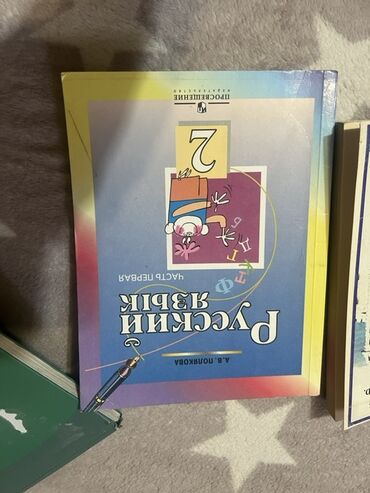 А. В. ПОЛЯКОВА
РУССКИЙ
ЯЗЫК
ЧАСТЬ ПЕРВАЯ
2
ИЗДАТЕЛЬСТВО
ПРОСВЕЩЕНИЕ